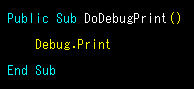 Public Sub DoDebugPrint()
Debug.Print
End Sub